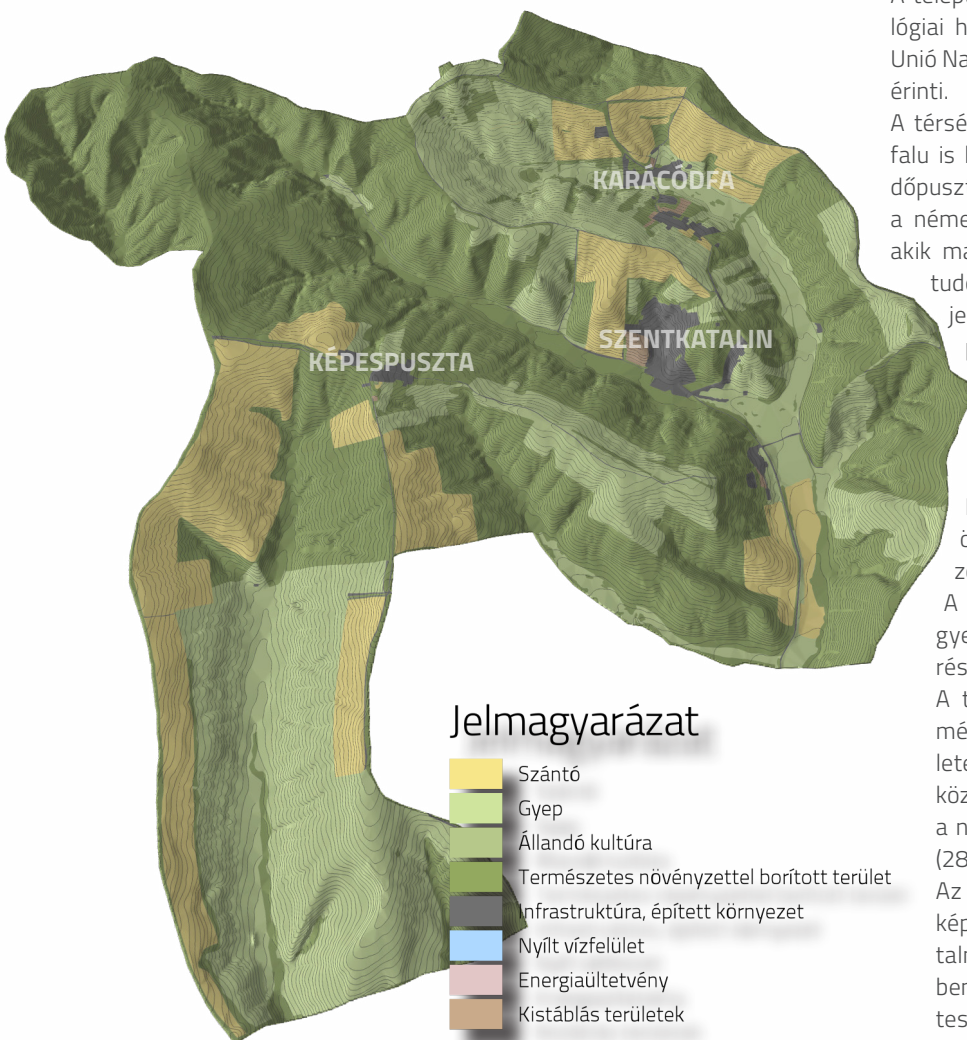 KARÁCÓDFA
SZENTKATALIN
KÉPESPUSZTA
Jelmagyarázat
Szántó
Gyep
Állandó kultúra
Természetes növényzettel borított terület
Infrastruktúra, épített környezet
Nyílt vízfelület
Energiaültetvény
Kistáblás területek
lógiai h
Unió Na
érinti.
A térsé
falu is
dőpuszt
a néme
akik ma
tud
je
A
gye
rés
A t
mé
lete
köz
a n
(28
Az
kép
taln
ber
tes